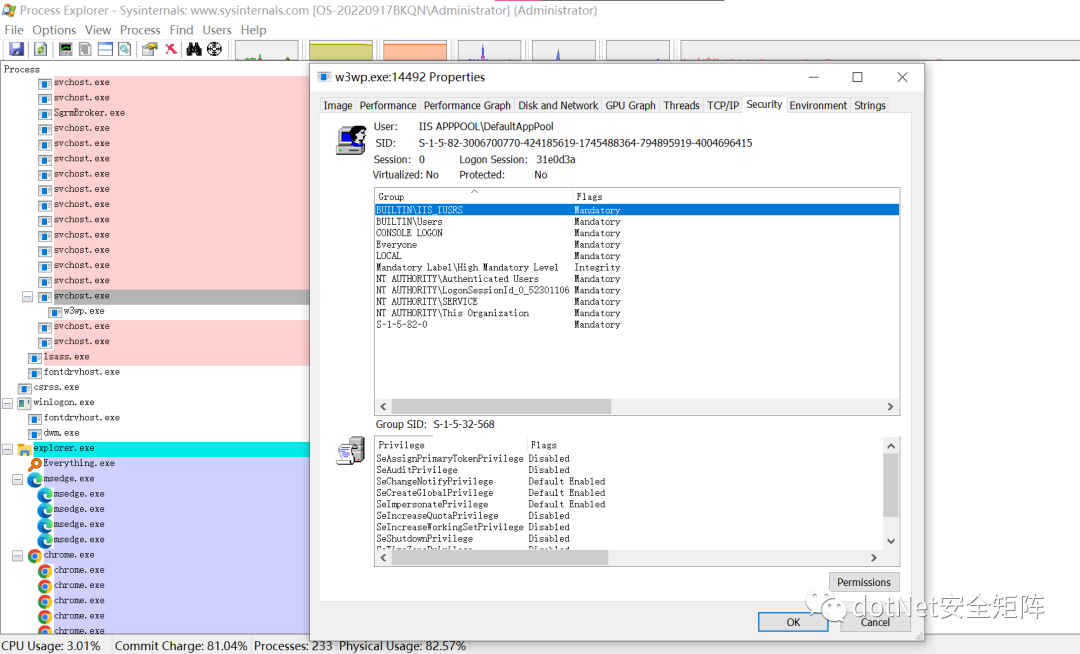 Process Explorer - Sysinternals: www.sysinternals.com [OS-20220917BKQN\Administrator] (Administrator)
File Options View Process Find Users Help
Process
svchost.exe
svchost.exe
SgrmBroker.exe
svchost.exe
svchost.exe
svchost.exe
svchost.exe
svchost.exe
svchost.exe
svchost.exe
svchost.exe
svchost.exe
svchost.exe
svchost.exe
svchost.exe
w3wp.exe
svchost.exe
svchost.exe
lsass.exe
fontdrvhost.exe
csrss.exe
winlogon.exe
fontdrvhost.exe
dwm.exe
explorer.exe
Everything.exe
msedge.exe
msedge.exe
msedge.exe
msedge.exe
msedge.exe
chrome.exe
chrome.exe
chrome.exe
chrome.exe
chrome.exe
chrome.exe
w3wp.exe:14492 Properties
Image Performance Performance Graph Disk and Network GPU Graph Threads TCP/IP Security Environment Strings
User: IIS APPPOOL\DefaultAppPool
SID: S-1-5-82-3006700770-424185619-1745488364-794895919-4004696415
Session: 0 Logon Session: 31e0d3a
Virtualized: No Protected: No
Group Flags
BUILTIN\IIS_IUSRS Mandatory
BUILTIN\Users Mandatory
CONSOLE LOGON Mandatory
Everyone Mandatory
LOCAL Mandatory
Mandatory Label\High Mandatory Level Integrity
NT AUTHORITY\Authenticated Users Mandatory
NT AUTHORITY\LogonSessionId_0_52301106 Mandatory
NT AUTHORITY\SERVICE Mandatory
NT AUTHORITY\This Organization Mandatory
S-1-5-82-0 Mandatory
Group SID: S-1-5-32-568
Privilege Flags
SeAssignPrimaryTokenPrivilege Disabled
SeAuditPrivilege Disabled
SeChangeNotifyPrivilege Default Enabled
SeCreateGlobalPrivilege Default Enabled
SeImpersonatePrivilege Default Enabled
SeIncreaseQuotaPrivilege Disabled
SeIncreaseWorkingSetPrivilege Disabled
SeShutdownPrivilege Disabled
SeTimeZonePrivilege Disabled
Permissions
OK Cancel
dotNet安全矩阵
CPU Usage: 3.01% Commit Charge: 81.04% Processes: 233 Physical Usage: 82.57%